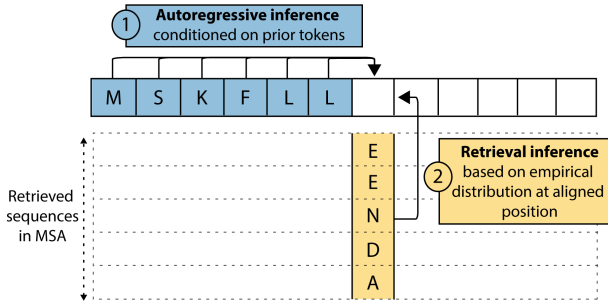 1
Autoregressive inference
conditioned on prior tokens
M S K F L L
E
E
N
D
A
Retrieved
sequences
in MSA
2
Retrieval inference
based on empirical
distribution at aligned
position